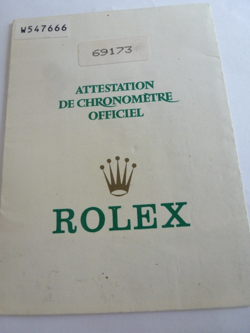 W547666
69173
ATTESTATION
DE CHRONOMÈTRE
OFFICIEL
ROLEX